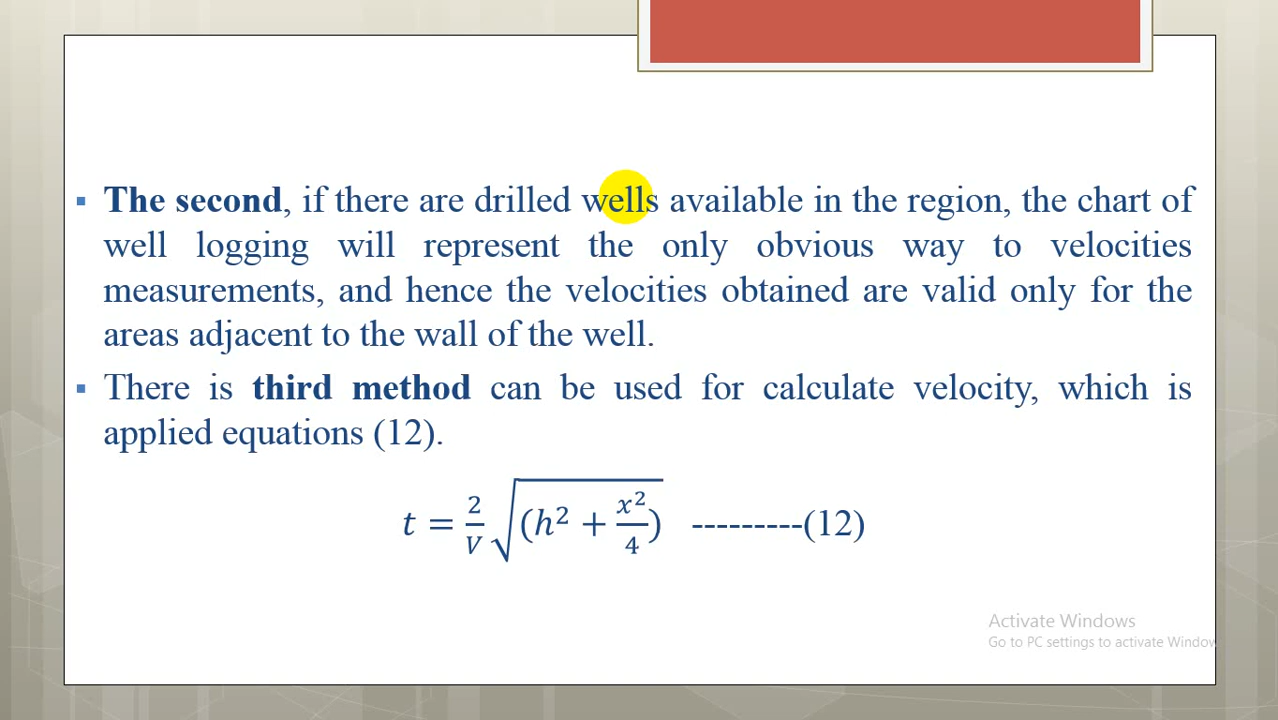 ▪ The second, if there are drilled wells available in the region, the chart of
well logging will represent the only obvious way to velocities
measurements, and hence the velocities obtained are valid only for the
areas adjacent to the wall of the well.
▪ There is third method can be used for calculate velocity, which is
applied equations (12).
t = 2/V √(h² + x²/4) ---------(12)
Activate Windows
Go to PC settings to activate Window